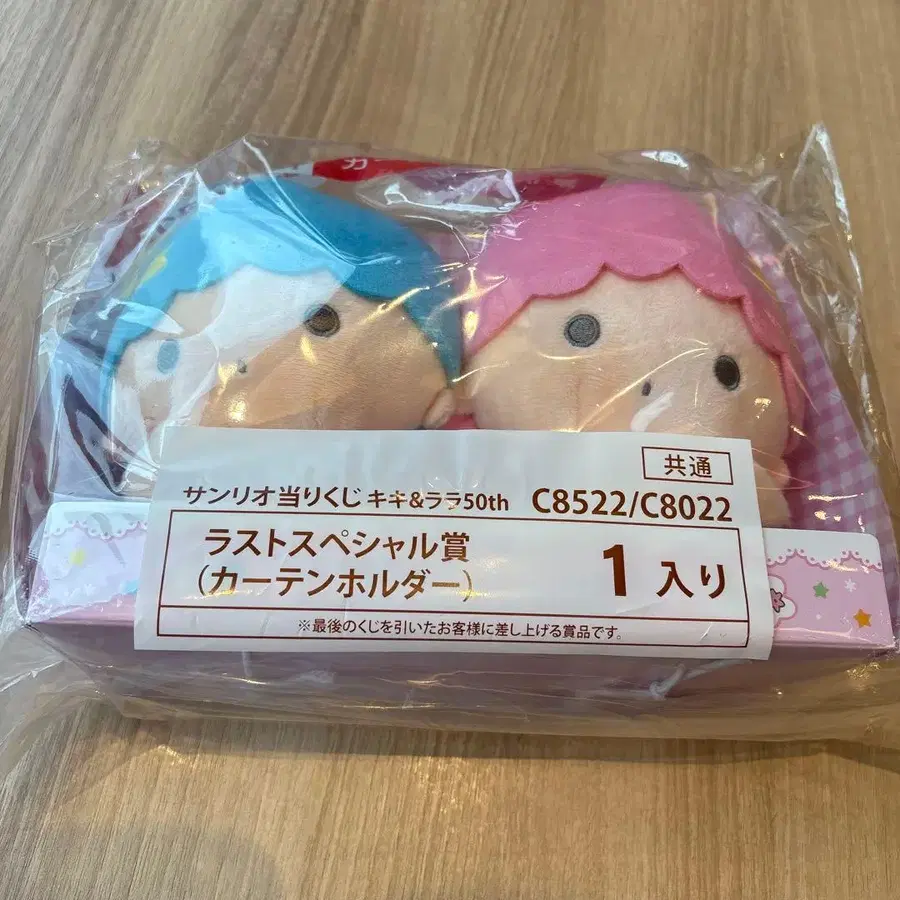 カー
共通
サンリオ当りくじ キキ&ララ50th C8522/C8022
ラストスペシャル賞
(カーテンホルダー) 1 入り
※最後のくじを引いたお客様に差し上げる賞品です。